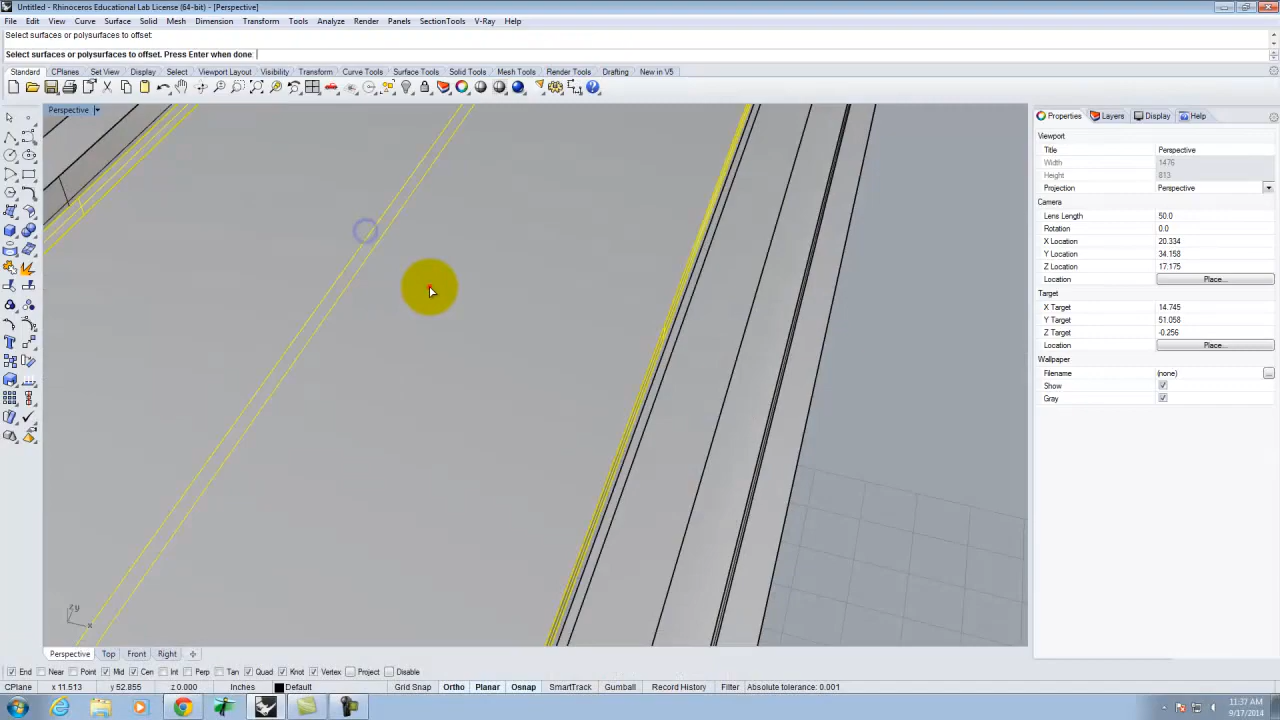 Untitled - Rhinoceros Educational Lab License (64-bit) - [Perspective]
File Edit View Curve Surface Solid Mesh Dimension Transform Tools Analyze Render Panels SectionTools V-Ray Help
Select surfaces or polysurfaces to offset:
Select surfaces or polysurfaces to offset. Press Enter when done:
Standard CPlanes Set View Display Select Viewport Layout Visibility Transform Curve Tools Surface Tools Solid Tools Mesh Tools Render Tools Drafting New in V5
Perspective
Properties Layers Display Help
Viewport
Title Perspective
Width 1476
Height 813
Projection Perspective
Camera
Lens Length 50.0
Rotation 0.0
X Location 20.334
Y Location 34.158
Z Location 17.175
Location Place...
Target
X Target 14.745
Y Target 51.058
Z Target -0.256
Location Place...
Wallpaper
Filename (none) ...
Show
Gray
zy
x
Perspective Top Front Right
End Near Point Mid Cen Int Perp Tan Quad Knot Vertex Project Disable
CPlane x 11.513 y 52.855 z 0.000 Inches Default Grid Snap Ortho Planar Osnap SmartTrack Gumball Record History Filter Absolute tolerance: 0.001
11:37 AM
9/17/2014